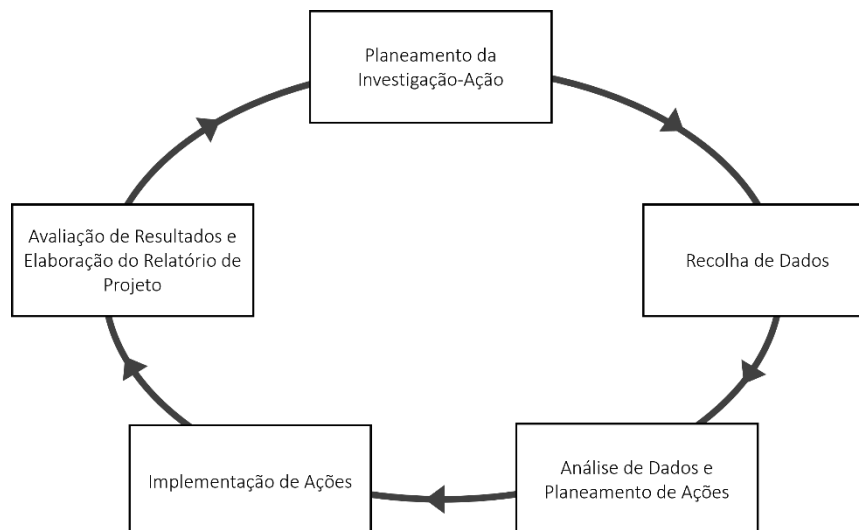 Planeamento da
Investigação-Ação
Recolha de Dados
Análise de Dados e
Planeamento de Ações
Implementação de Ações
Avaliação de Resultados e
Elaboração do Relatório de
Projeto